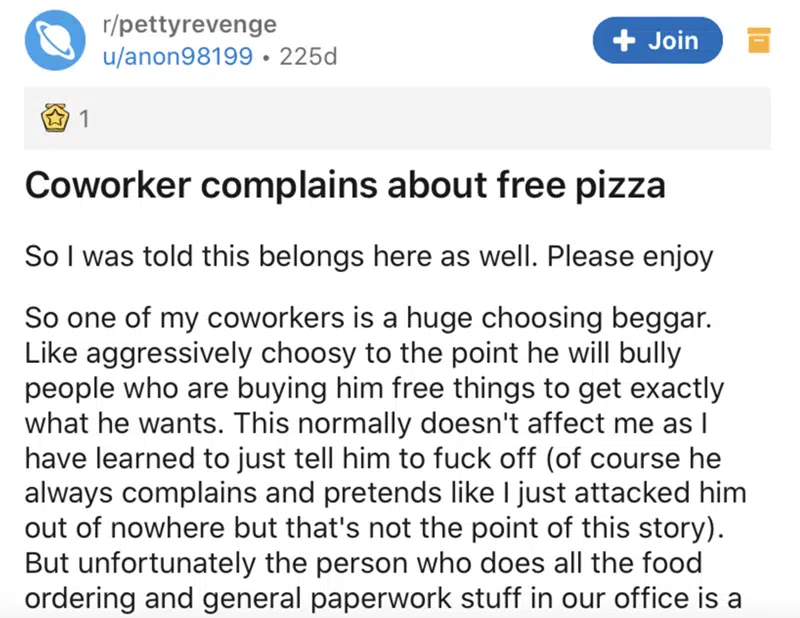 r/pettyrevenge
u/anon98199 • 225d
+ Join
1
Coworker complains about free pizza
So I was told this belongs here as well. Please enjoy
So one of my coworkers is a huge choosing beggar.
Like aggressively choosy to the point he will bully
people who are buying him free things to get exactly
what he wants. This normally doesn't affect me as I
have learned to just tell him to fuck off (of course he
always complains and pretends like I just attacked him
out of nowhere but that's not the point of this story).
But unfortunately the person who does all the food
ordering and general paperwork stuff in our office is a